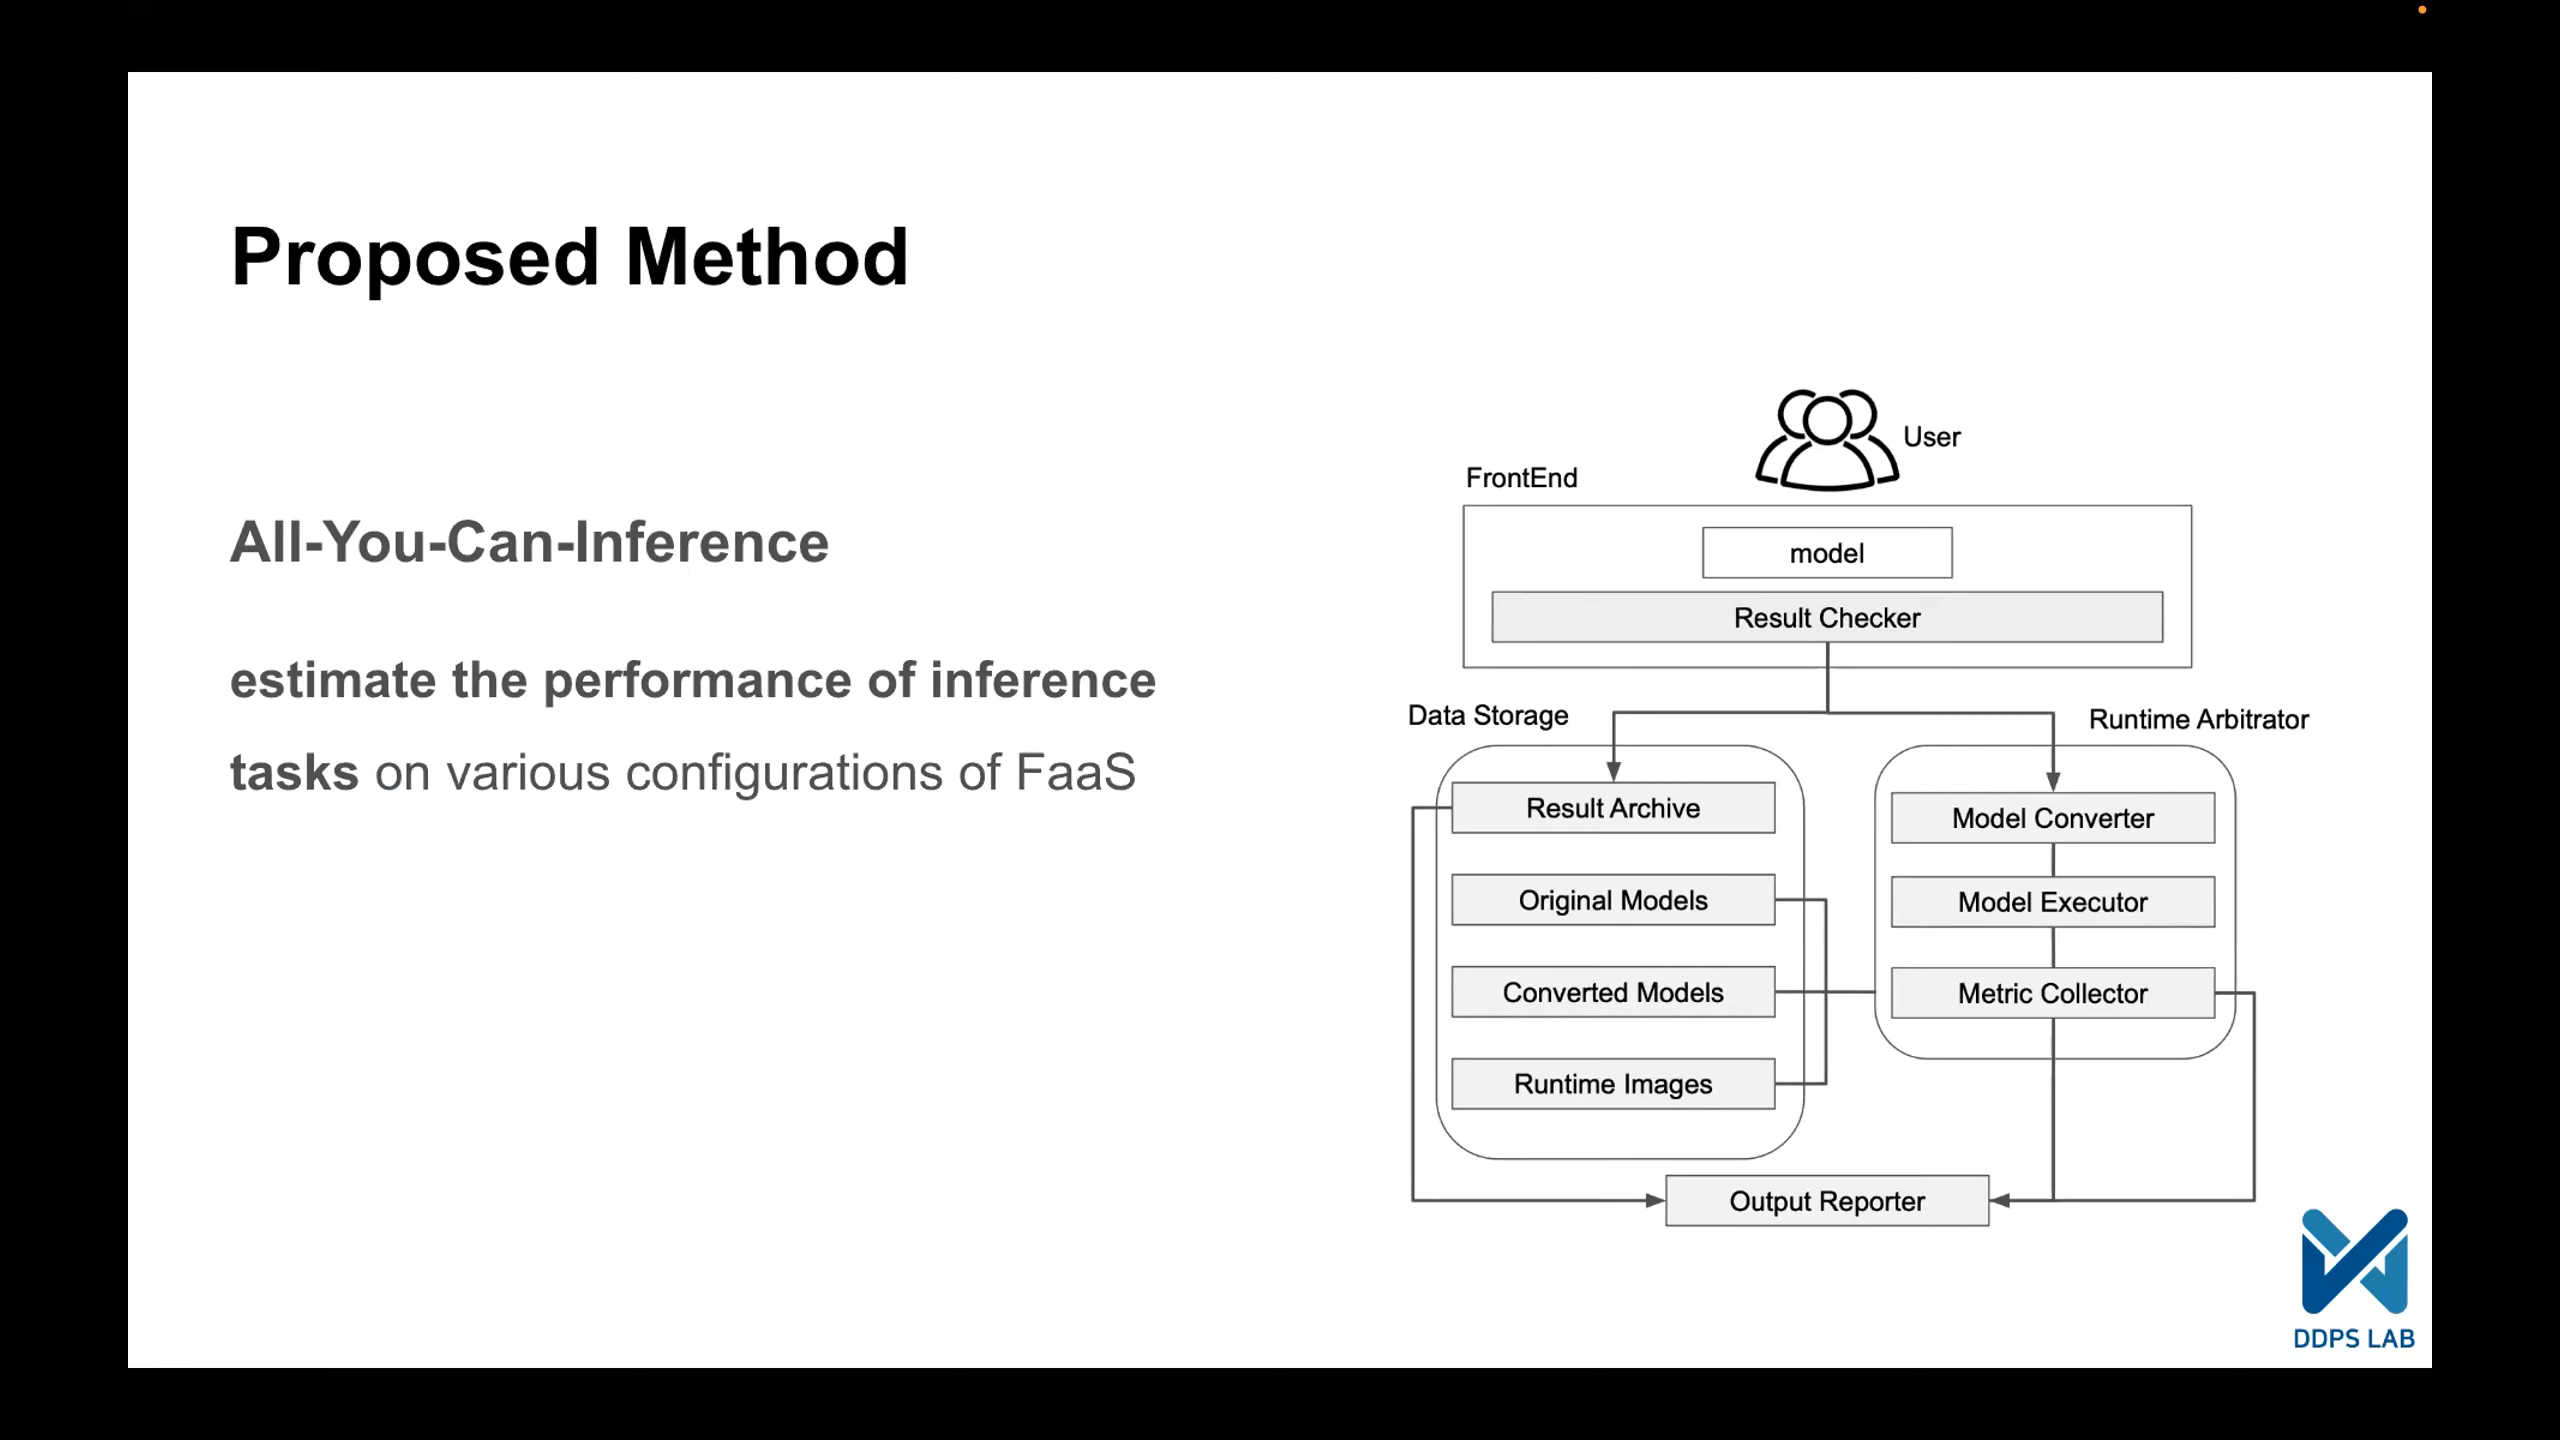 Proposed Method
All-You-Can-Inference
estimate the performance of inference
tasks on various configurations of FaaS
User
FrontEnd
model
Result Checker
Data Storage
Runtime Arbitrator
Result Archive
Original Models
Converted Models
Runtime Images
Model Converter
Model Executor
Metric Collector
Output Reporter
DDPS LAB